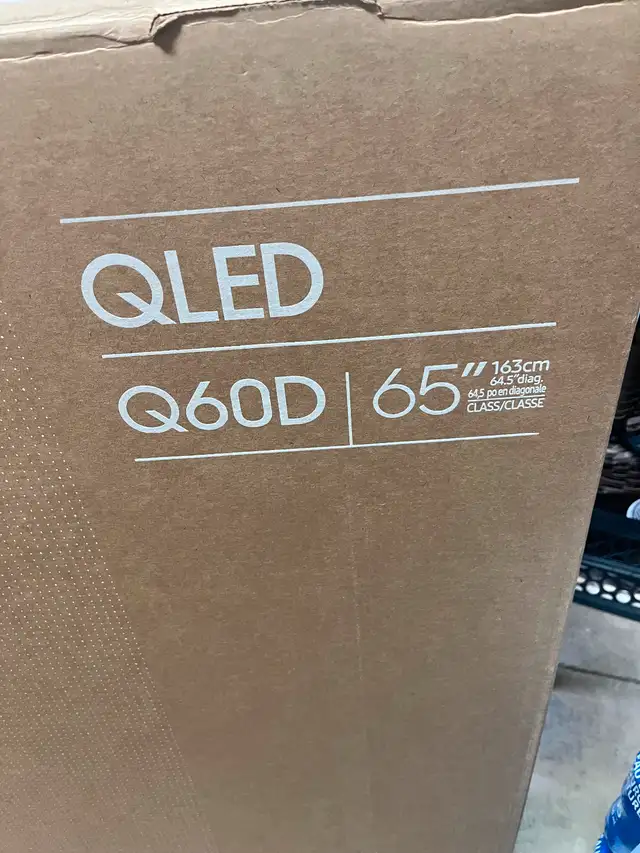 QLED
Q60D
65"
163cm
64.5"diag.
64,5 po en diagonale
CLASS/CLASSE